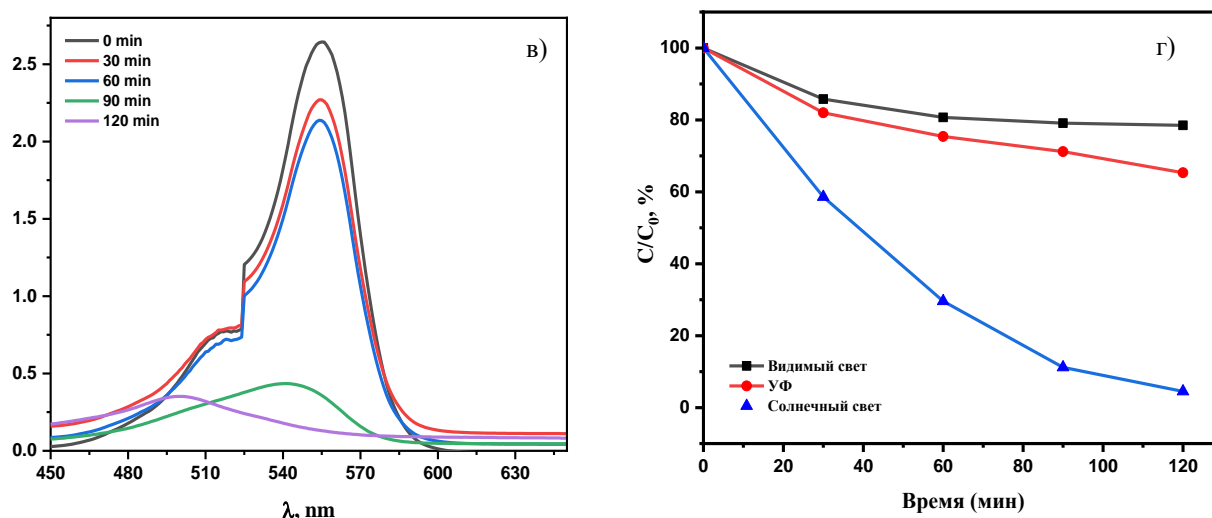 в)
0 min
30 min
60 min
90 min
120 min
2.5
2.0
1.5
1.0
0.5
0.0
450 480 510 540 570 600 630
λ, nm
г)
100
80
60
40
20
0
C/C₀, %
Видимый свет
УФ
Солнечный свет
0 20 40 60 80 100 120
Время (мин)